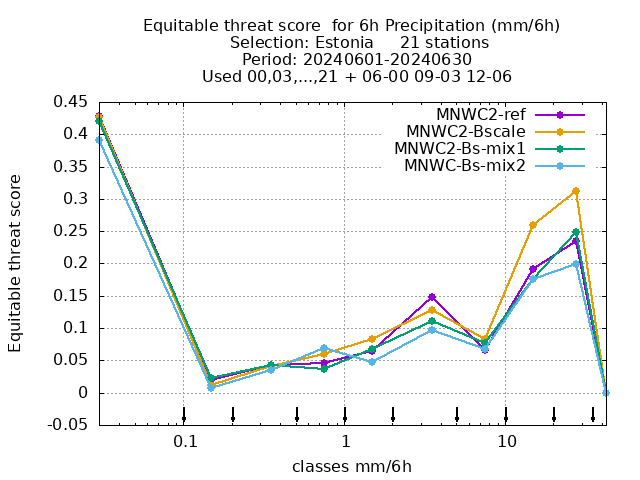 Equitable threat score  for 6h Precipitation (mm/6h)
Selection: Estonia     21 stations
Period: 20240601-20240630
Used 00,03,...,21 + 06-00 09-03 12-06
MNWC2-ref
MNWC2-Bscale
MNWC2-Bs-mix1
MNWC-Bs-mix2
Equitable threat score
0.45
0.4
0.35
0.3
0.25
0.2
0.15
0.1
0.05
0
-0.05
0.1
1
10
classes mm/6h